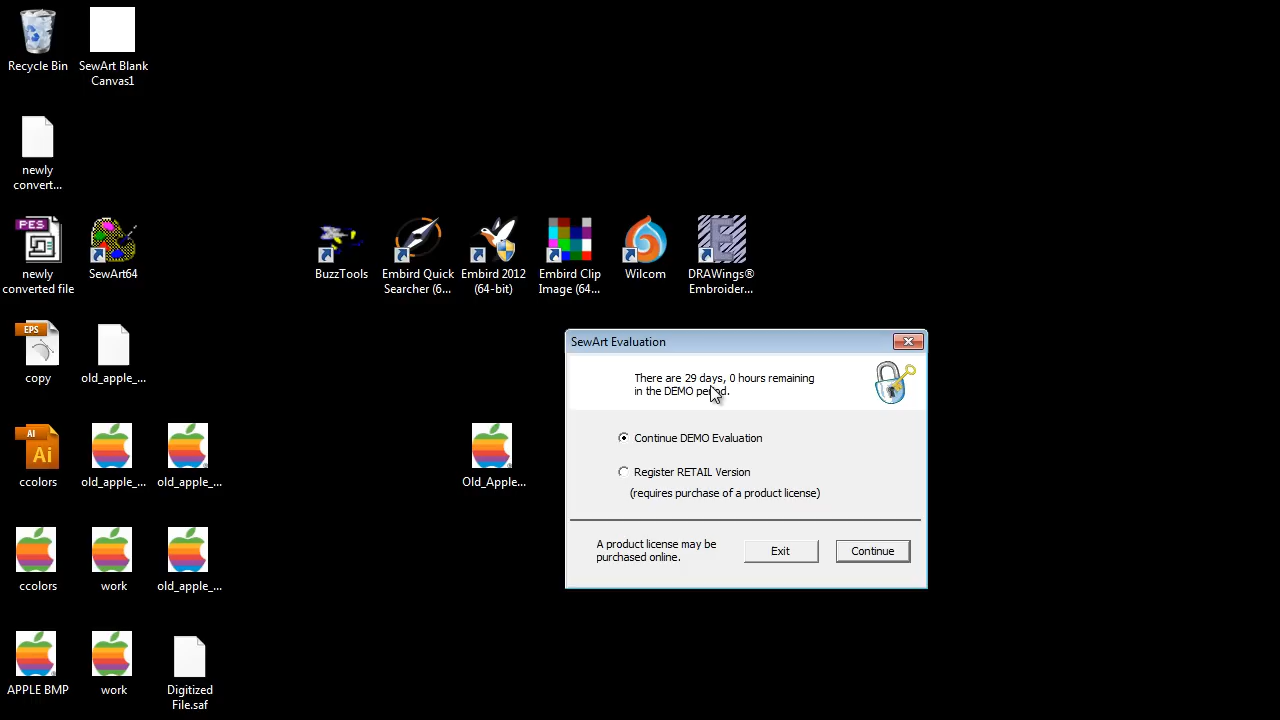 Recycle Bin
SewArt Blank
Canvas1
newly
convert...
PES
newly
converted file
SewArt64
BuzzTools
Embird Quick
Searcher (6...
Embird 2012
(64-bit)
Embird Clip
Image (64...
Wilcom
E
DRAWings®
Embroider...
EPS
copy
old_apple_...
SewArt Evaluation
There are 29 days, 0 hours remaining
in the DEMO period.
Continue DEMO Evaluation
Register RETAIL Version
(requires purchase of a product license)
A product license may be
purchased online.
Exit
Continue
AI
Ai
ccolors
old_apple_...
old_apple_...
Old_Apple...
ccolors
work
old_apple_...
APPLE BMP
work
Digitized
File.saf